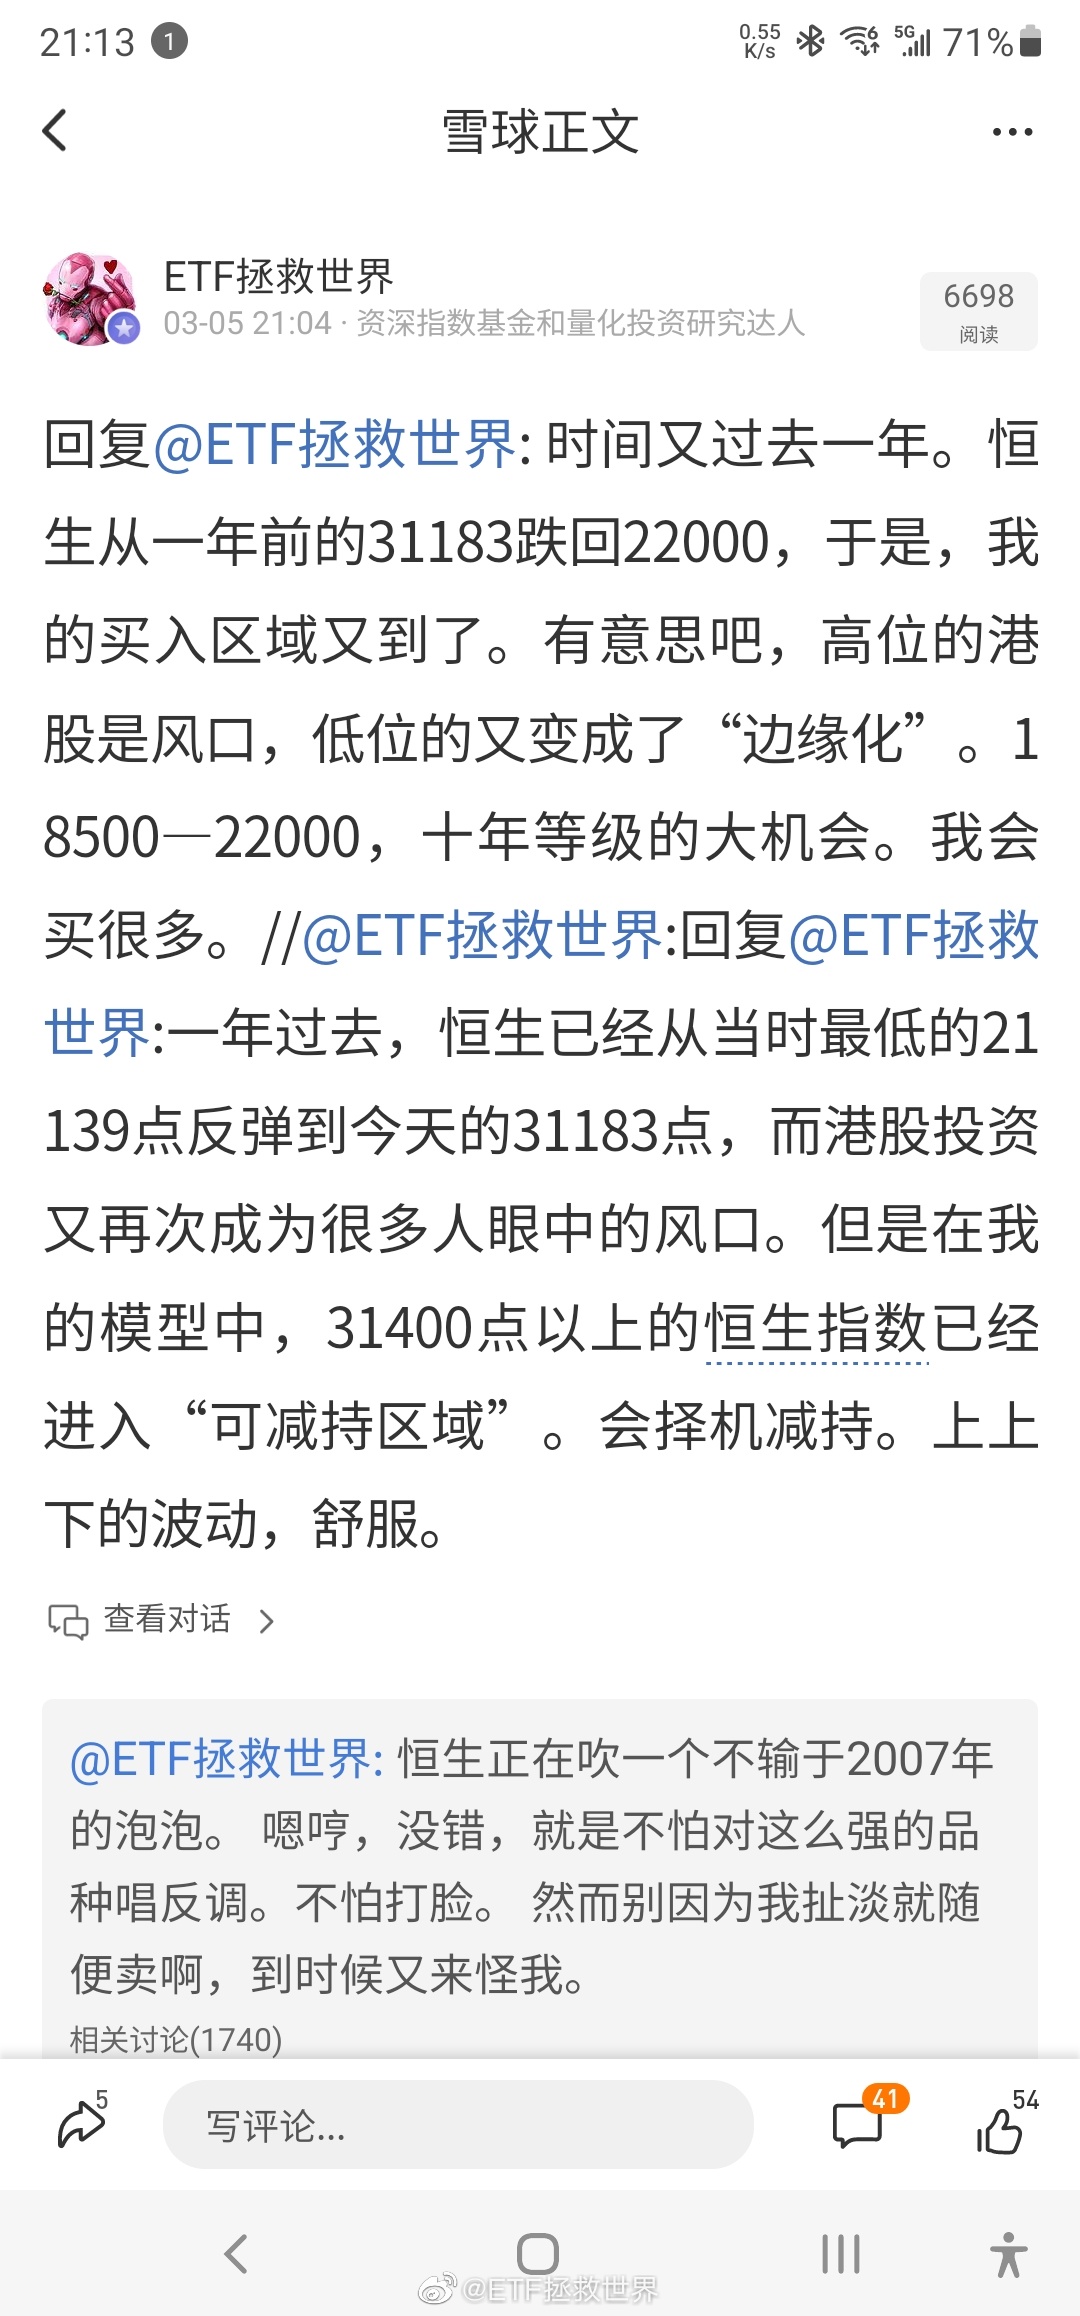 21:13 1 0.55 K/s 5G 71%
雪球正文
ETF拯救世界
03-05 21:04 · 资深指数基金和量化投资研究达人
6698
阅读
回复@ETF拯救世界: 时间又过去一年。恒
生从一年前的31183跌回22000，于是，我
的买入区域又到了。有意思吧，高位的港
股是风口，低位的又变成了“边缘化”。1
8500—22000，十年等级的大机会。我会
买很多。//@ETF拯救世界:回复@ETF拯救
世界:一年过去，恒生已经从当时最低的21
139点反弹到今天的31183点，而港股投资
又再次成为很多人眼中的风口。但是在我
的模型中，31400点以上的恒生指数已经
进入“可减持区域”。会择机减持。上上
下的波动，舒服。
查看对话
@ETF拯救世界: 恒生正在吹一个不输于2007年
的泡泡。 嗯哼，没错，就是不怕对这么强的品
种唱反调。不怕打脸。 然而别因为我扯淡就随
便卖啊，到时候又来怪我。
相关讨论(1740)
5 写评论... 41 54
@ETF拯救世界